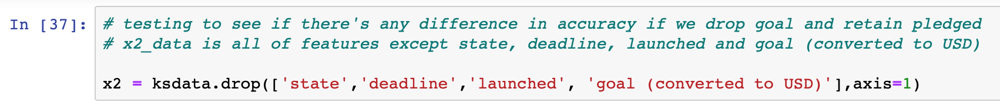 In [37]: # testing to see if there's any difference in accuracy if we drop goal and retain pledged
# x2_data is all of features except state, deadline, launched and goal (converted to USD)
x2 = ksdata.drop(['state','deadline','launched', 'goal (converted to USD)'],axis=1)